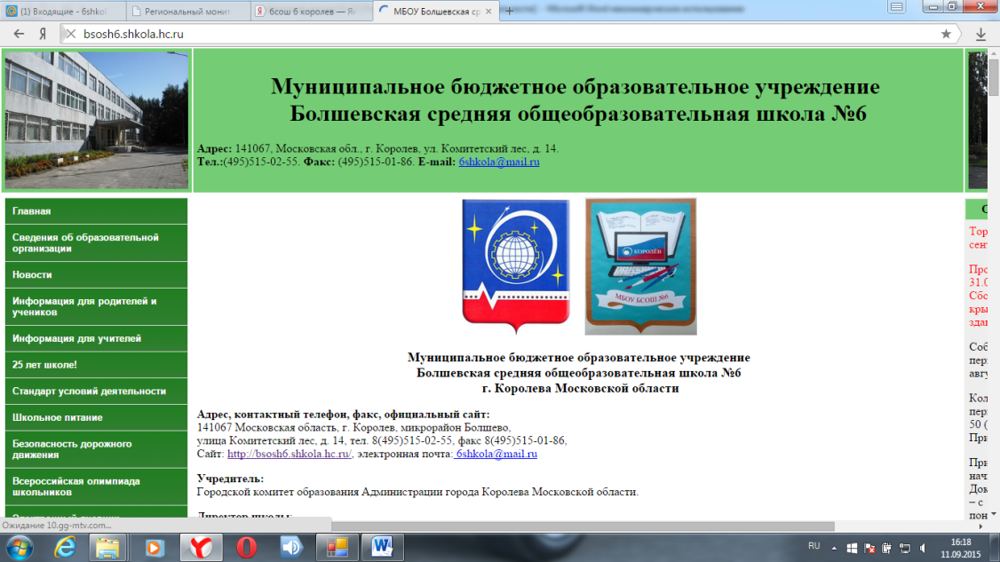 (1) Входящие - 6shkol
Региональный монит
бсош 6 королев — Ян
МБОУ Болшевская ср
bsosh6.shkola.hc.ru
Муниципальное бюджетное образовательное учреждение
Болшевская средняя общеобразовательная школа №6
Адрес: 141067, Московская обл., г. Королев, ул. Комитетский лес, д. 14.
Тел.:(495)515-02-55. Факс: (495)515-01-86. E-mail: 6shkola@mail.ru
Главная
Сведения об образовательной
организации
Новости
Информация для родителей и
учеников
Информация для учителей
25 лет школе!
Стандарт условий деятельности
Школьное питание
Безопасность дорожного
движения
Всероссийская олимпиада
школьников
КОРОЛЁВ
МБОУ БСОШ №6
Муниципальное бюджетное образовательное учреждение
Болшевская средняя общеобразовательная школа №6
г. Королева Московской области
Адрес, контактный телефон, факс, официальный сайт:
141067 Московская область, г. Королев, микрорайон Болшево,
улица Комитетский лес, д. 14, тел. 8(495)515-02-55, факс 8(495)515-01-86,
Сайт: http://bsosh6.shkola.hc.ru/, электронная почта: 6shkola@mail.ru
Учредитель:
Городской комитет образования Администрации города Королева Московской области.
Директор школы:
Тор
сен
Про
31.0
Сбо
кры
зда
Соб
пер
авгу
Кол
пер
50 (
При
При
нач
Док
– с
пон
Ожидание 10.gg-mtv.com...
RU
16:18
11.09.2015